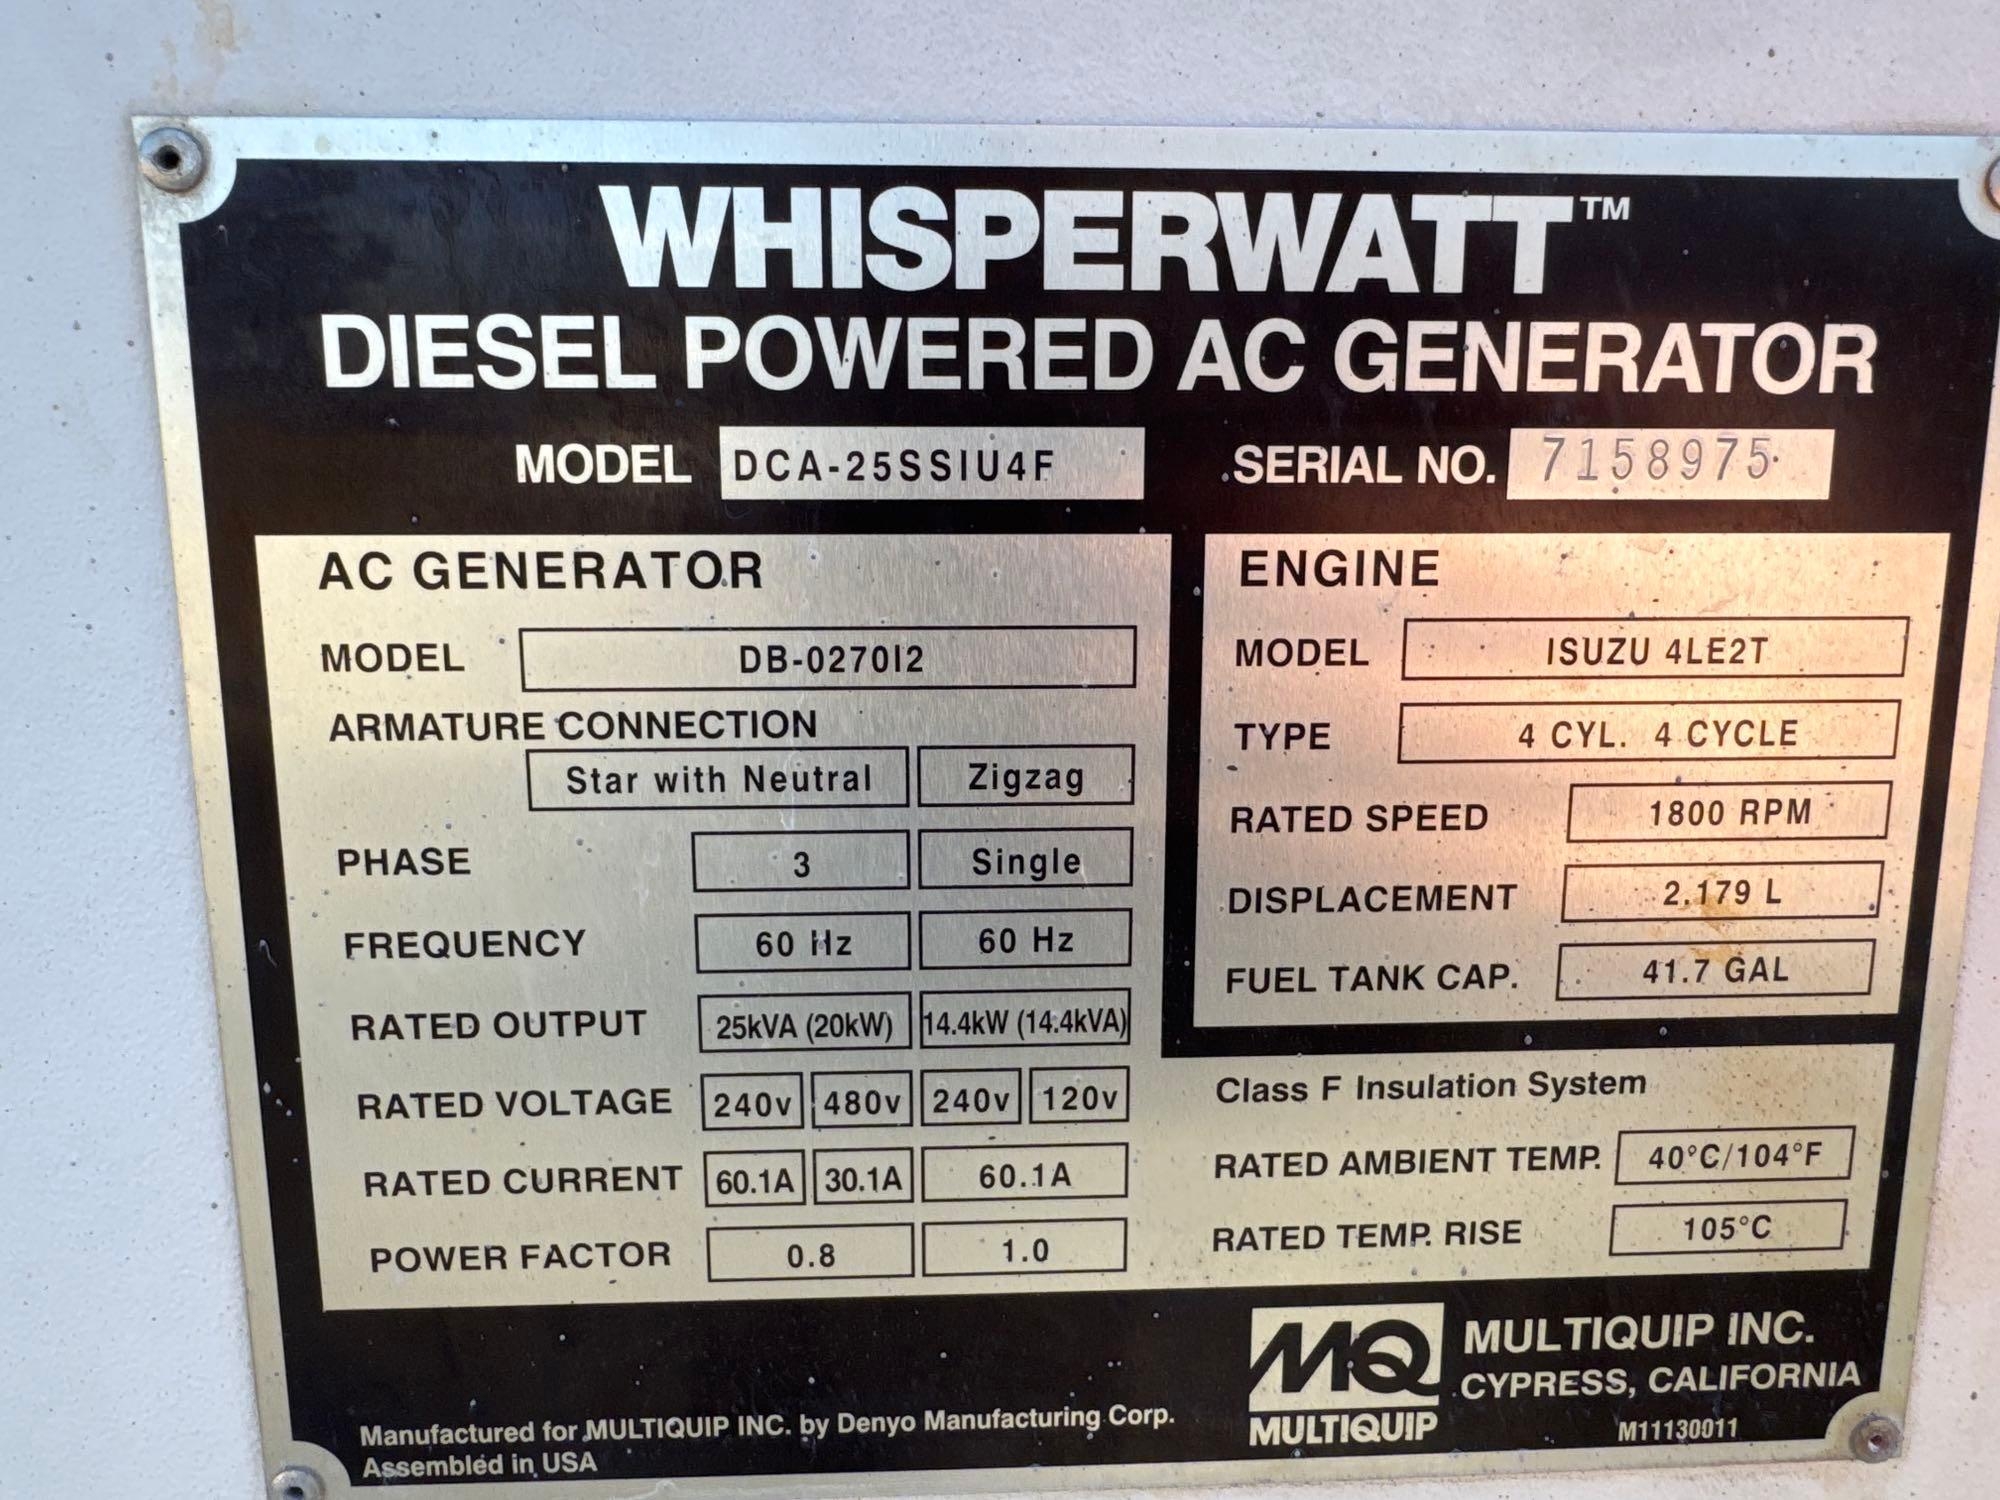 WHISPERWATT™
DIESEL POWERED AC GENERATOR
MODEL DCA-25SSIU4F
SERIAL NO. 7158975
AC GENERATOR
MODEL DB-0270I2
ARMATURE CONNECTION
Star with Neutral Zigzag
PHASE 3 Single
FREQUENCY 60 Hz 60 Hz
RATED OUTPUT 25kVA (20kW) 14.4kW (14.4kVA)
RATED VOLTAGE 240v 480v 240v 120v
RATED CURRENT 60.1A 30.1A 60.1A
POWER FACTOR 0.8 1.0
ENGINE
MODEL ISUZU 4LE2T
TYPE 4 CYL. 4 CYCLE
RATED SPEED 1800 RPM
DISPLACEMENT 2.179 L
FUEL TANK CAP. 41.7 GAL
Class F Insulation System
RATED AMBIENT TEMP. 40°C/104°F
RATED TEMP. RISE 105°C
MQ
MULTIQUIP
MULTIQUIP INC.
CYPRESS, CALIFORNIA
M11130011
Manufactured for MULTIQUIP INC. by Denyo Manufacturing Corp.
Assembled in USA